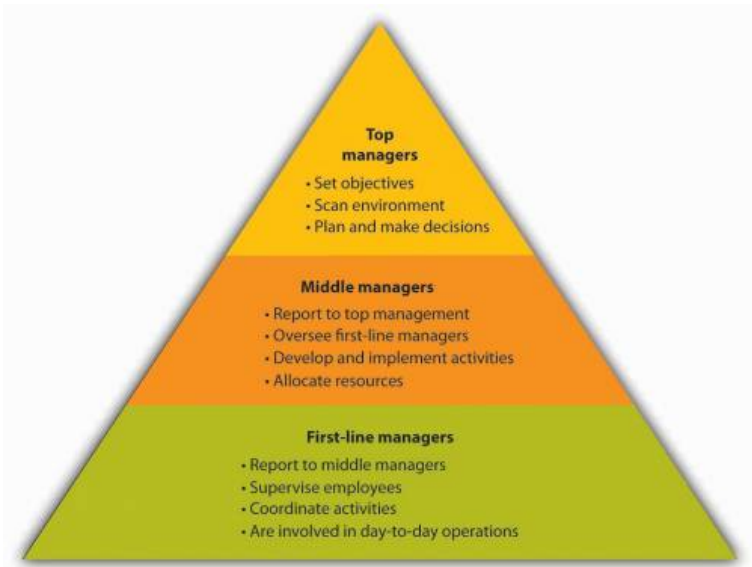 Top
managers
• Set objectives
• Scan environment
• Plan and make decisions
Middle managers
• Report to top management
• Oversee first-line managers
• Develop and implement activities
• Allocate resources
First-line managers
• Report to middle managers
• Supervise employees
• Coordinate activities
• Are involved in day-to-day operations